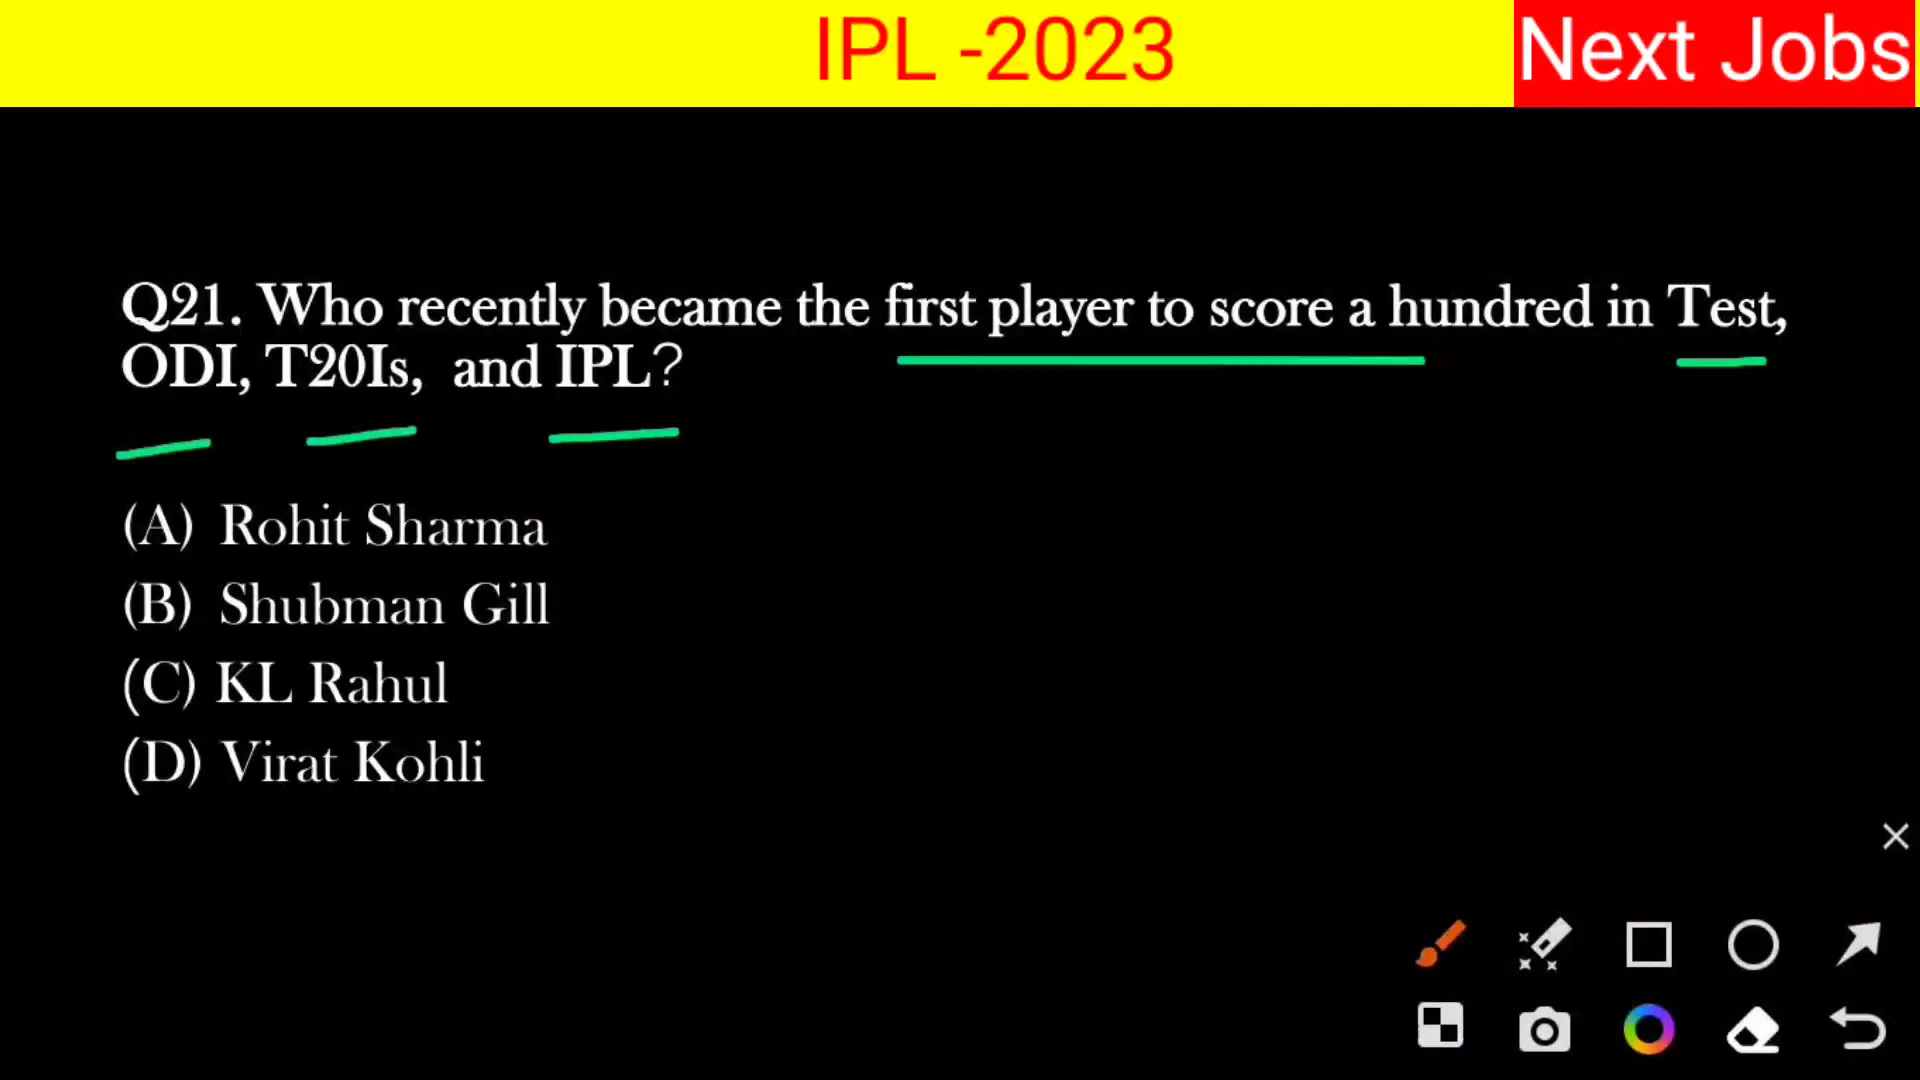 IPL -2023
Next Jobs
Q21. Who recently became the first player to score a hundred in Test,
ODI, T20Is, and IPL?
(A) Rohit Sharma
(B) Shubman Gill
(C) KL Rahul
(D) Virat Kohli